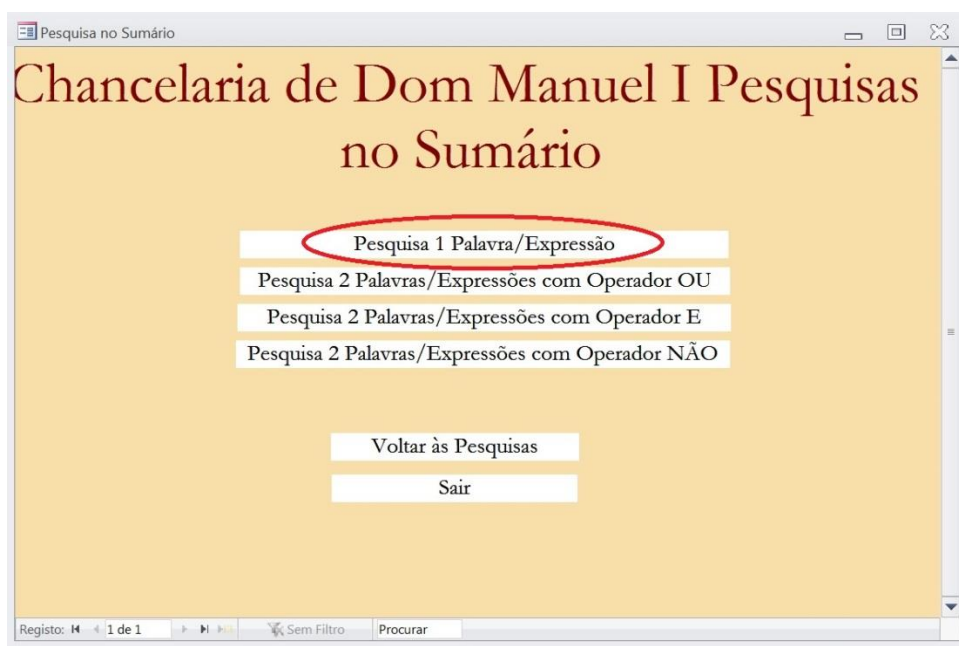 Pesquisa no Sumário
Chancelaria de Dom Manuel I Pesquisas
no Sumário
Pesquisa 1 Palavra/Expressão
Pesquisa 2 Palavras/Expressões com Operador OU
Pesquisa 2 Palavras/Expressões com Operador E
Pesquisa 2 Palavras/Expressões com Operador NÃO
Voltar às Pesquisas
Sair
Registo: 1 de 1 Sem Filtro Procurar